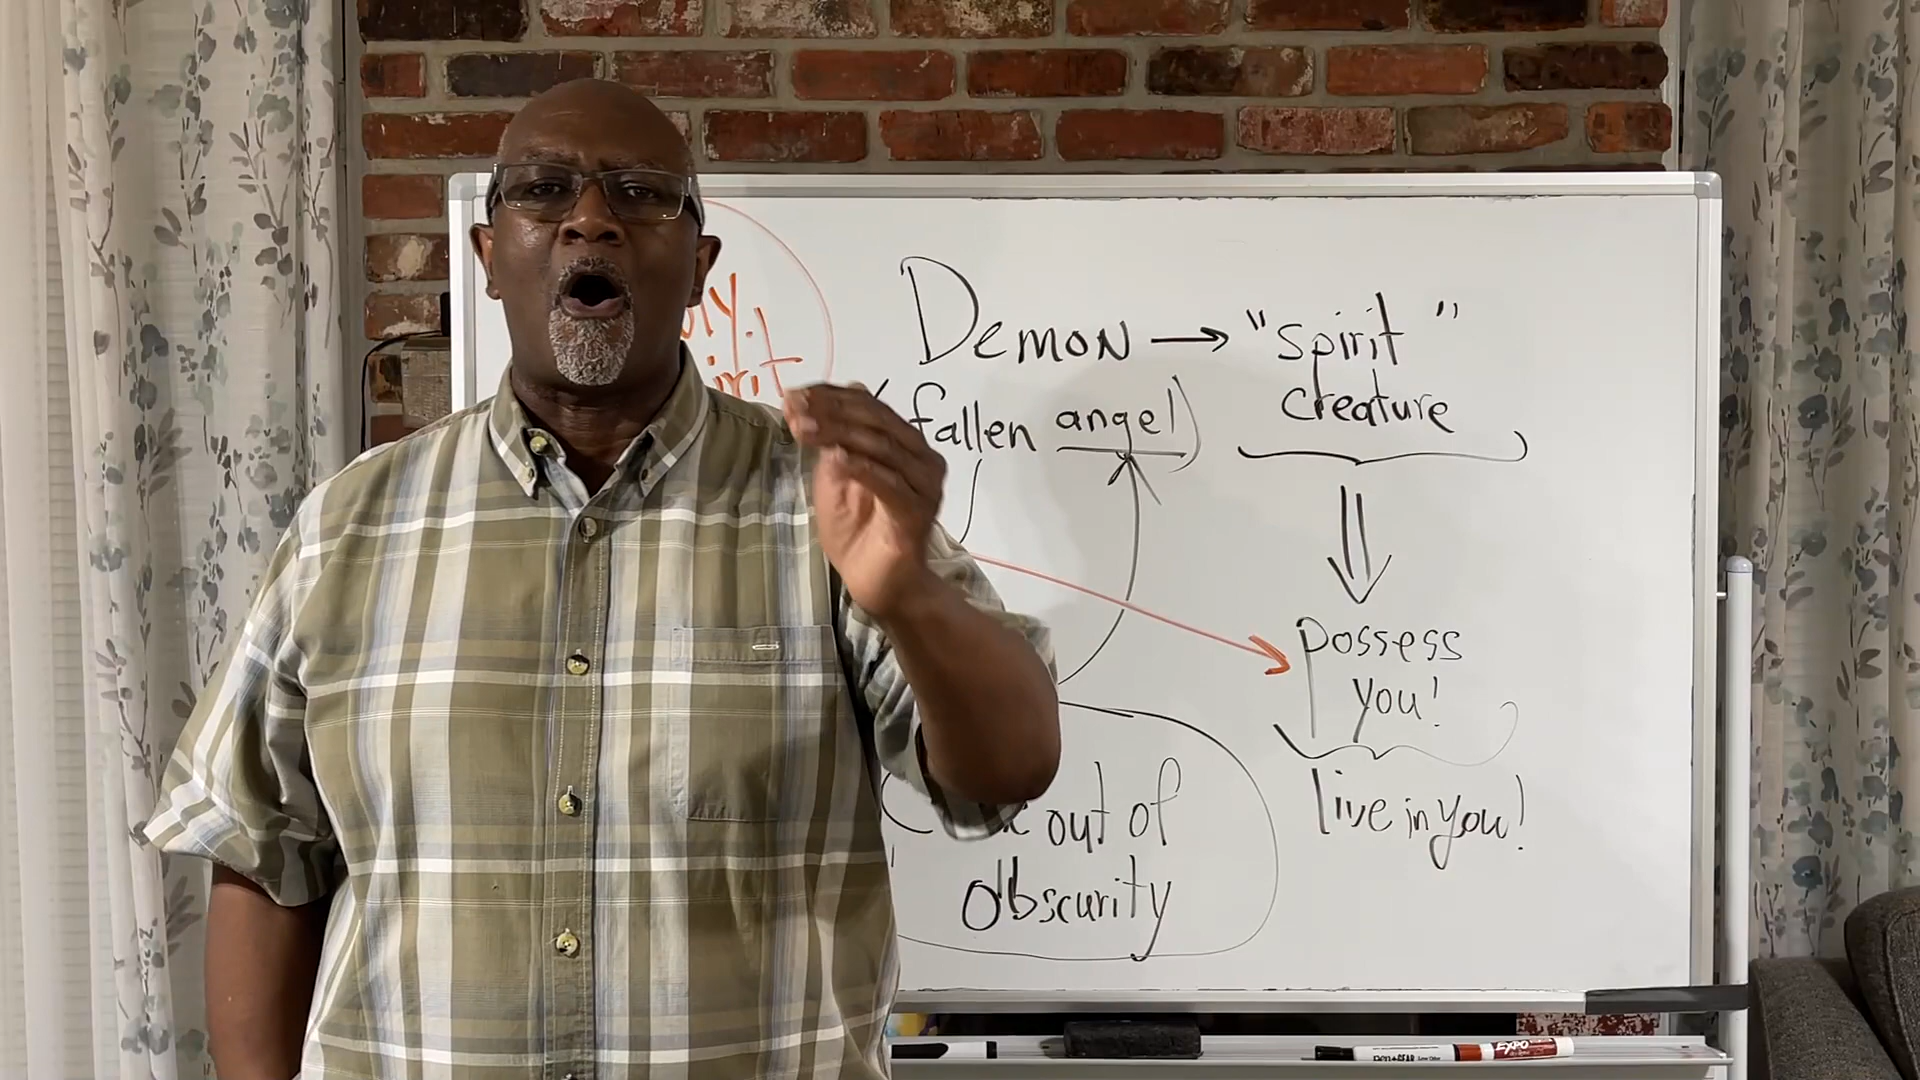 Demon → "spirit"
creature
(fallen angel)
possess
you!
live in you!
out of
obscurity
EXPO